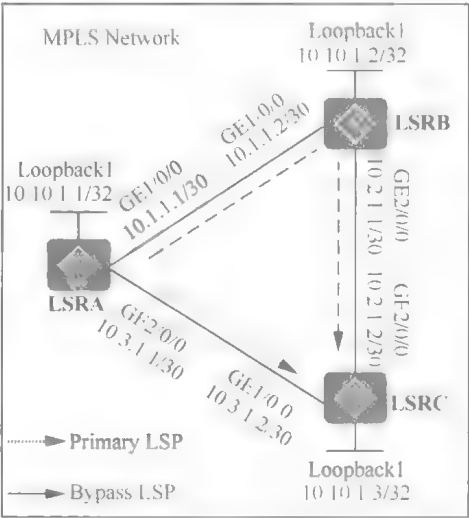 MPLS Network
Loopback1
10 10 1 2/32
LSRB
GE1/0/0
10.1.1.2/30
Loopback1
10 10 1 1/32
GE1/0/0
10.1.1.1/30
GE2/0/0
10 2 1 1/30
LSRA
GE2/0/0
10.3.1 1/30
GE2/0/0
10 2 1 2/30
GE1/0 0
10 3.1 2/30
LSRC
Primary LSP
Bypass LSP
Loopback1
10 10 1 3/32